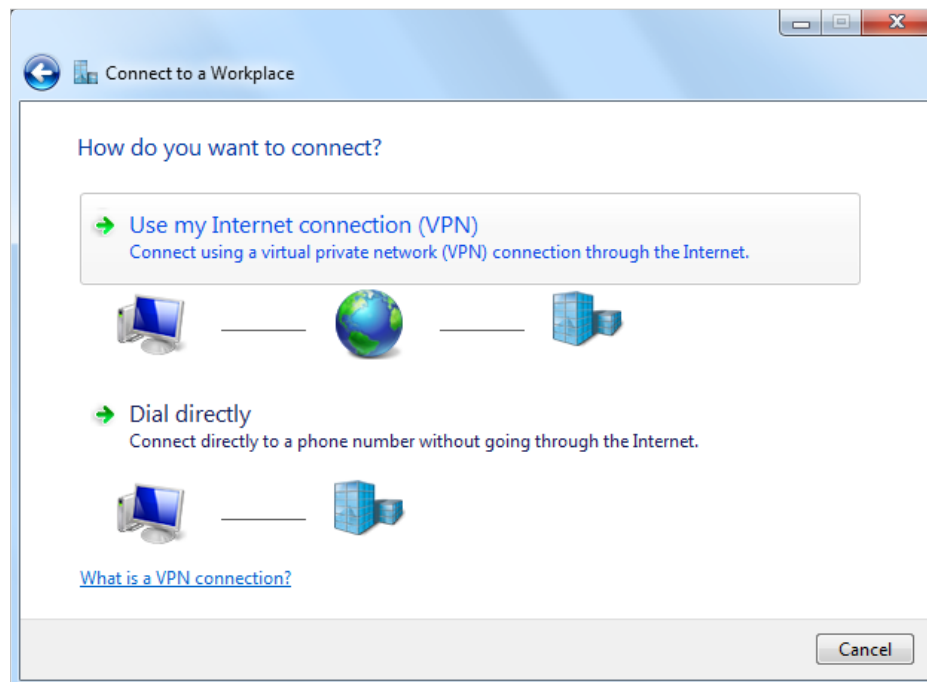 Connect to a Workplace
How do you want to connect?
Use my Internet connection (VPN)
Connect using a virtual private network (VPN) connection through the Internet.
Dial directly
Connect directly to a phone number without going through the Internet.
What is a VPN connection?
Cancel